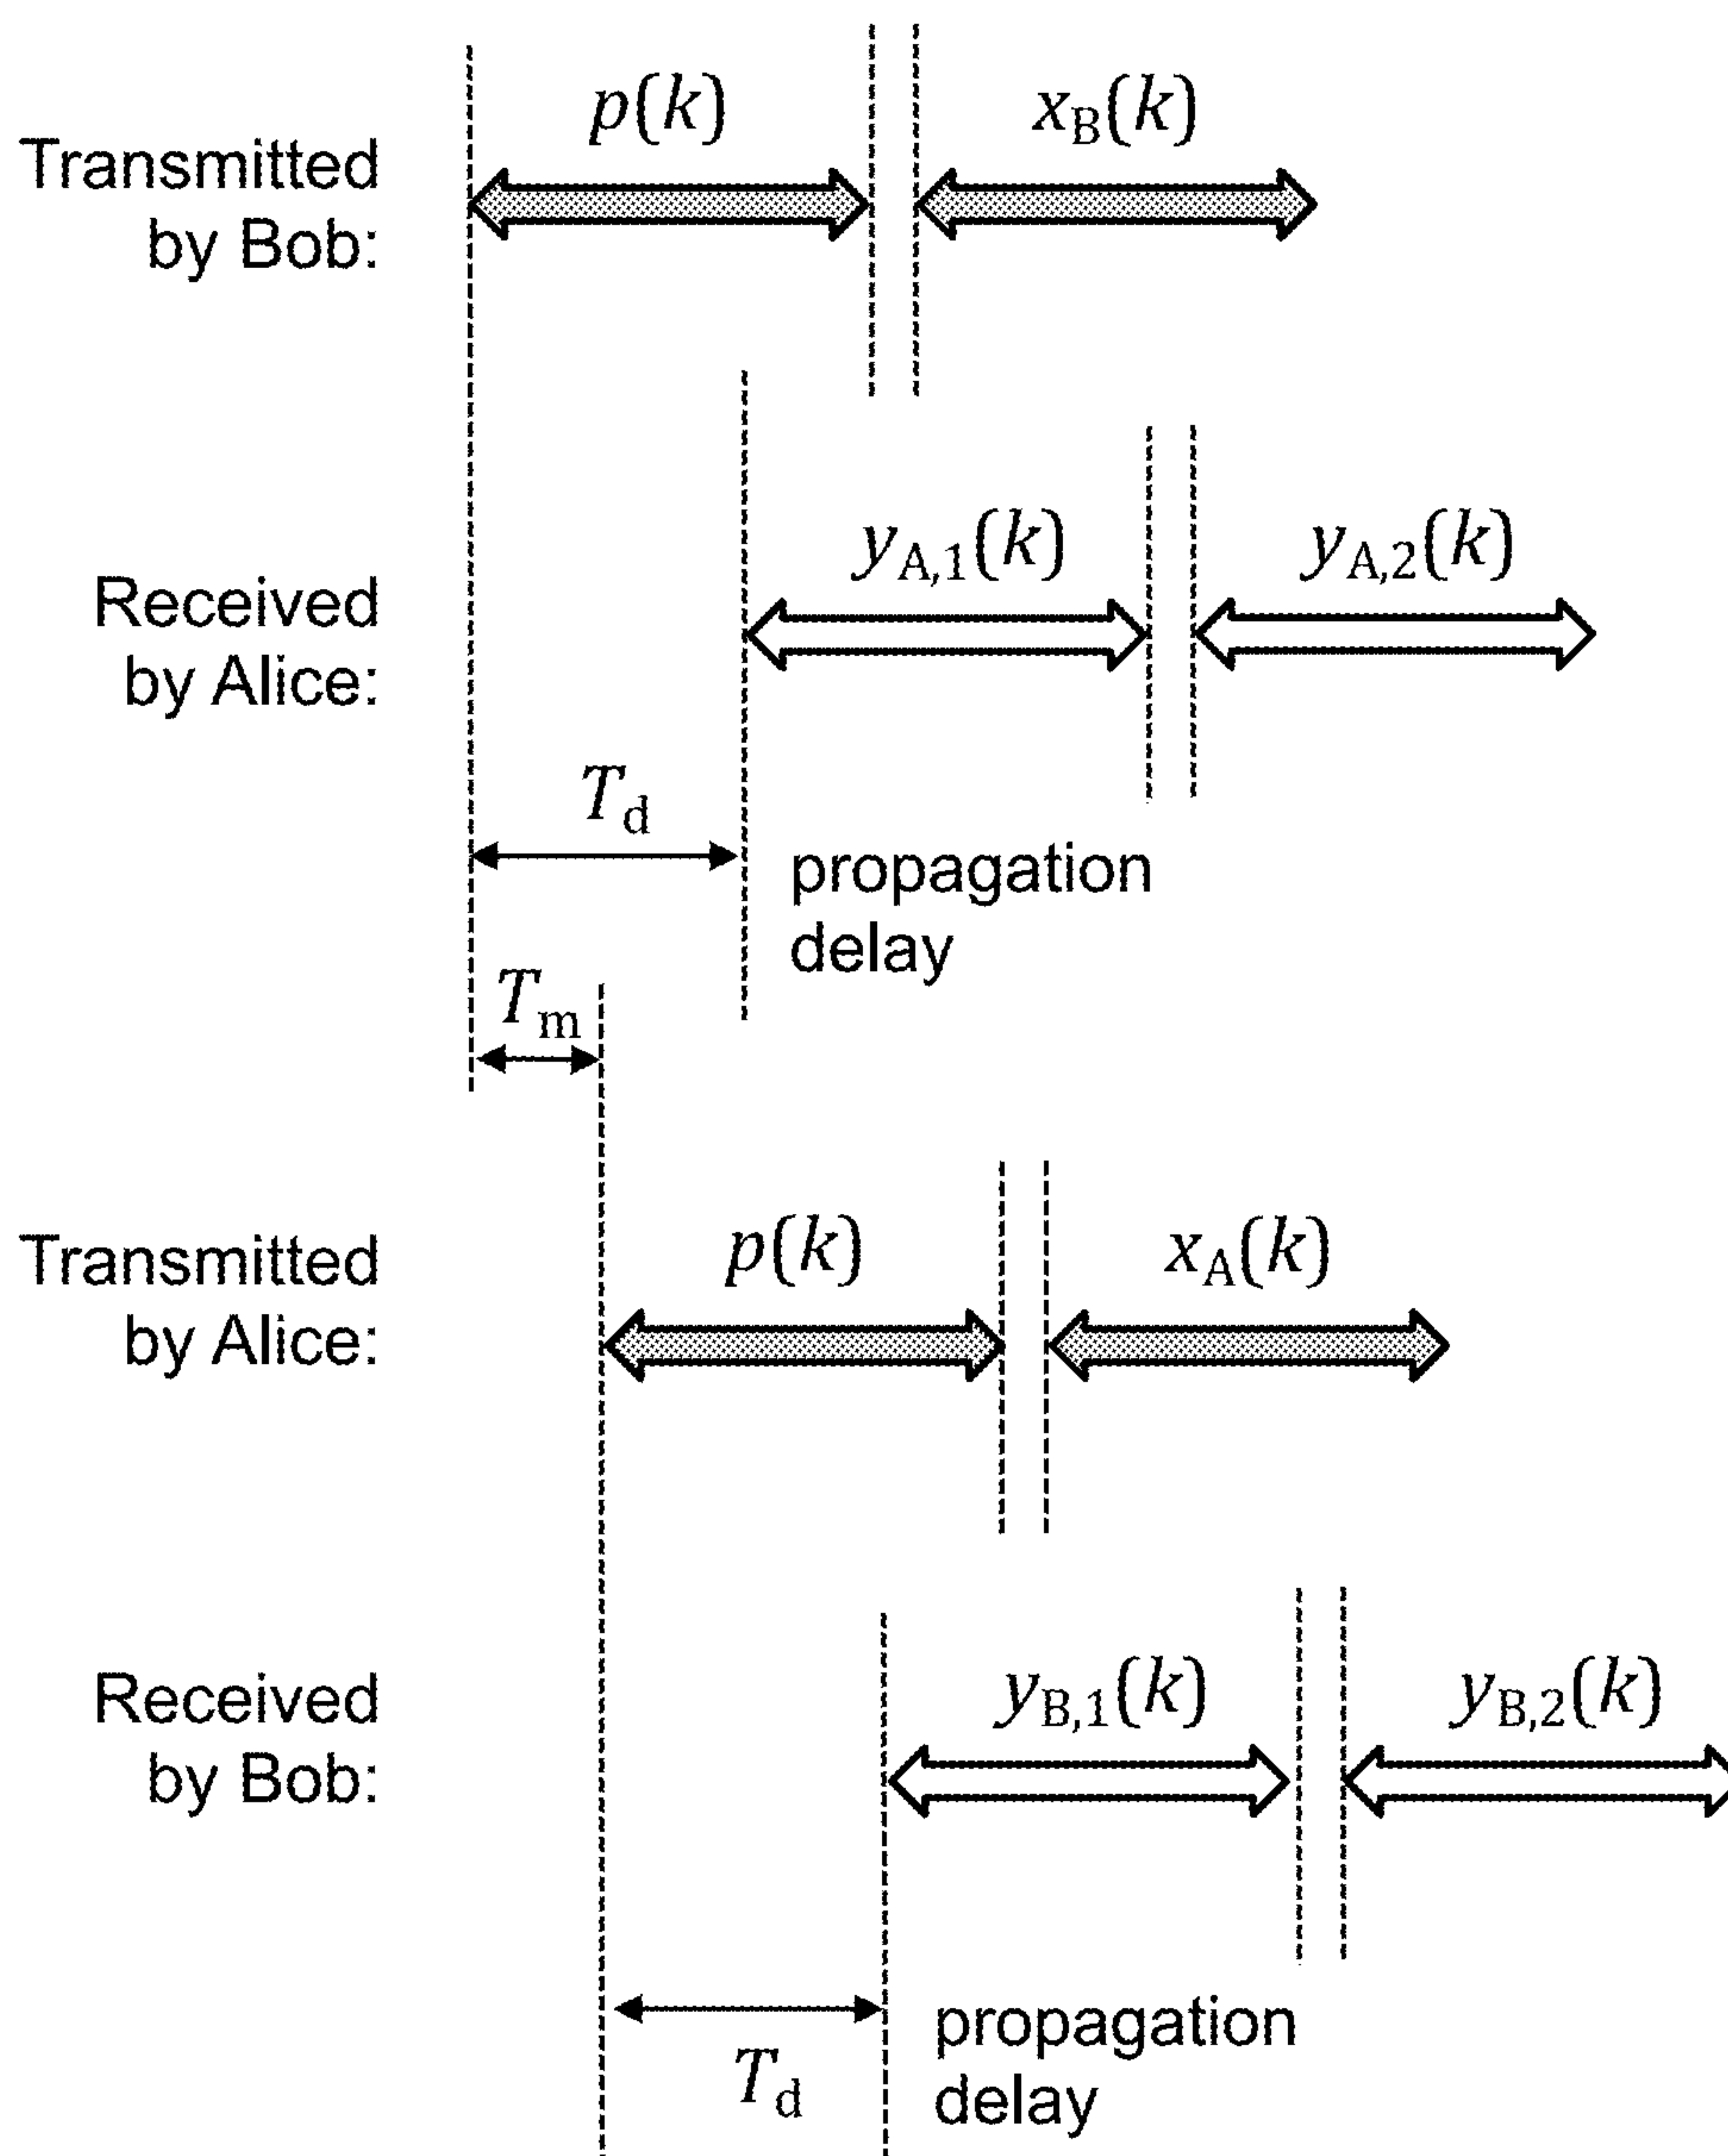 p(k)
x_B(k)
Transmitted
by Bob:
y_A,1(k)
y_A,2(k)
Received
by Alice:
T_d
propagation
delay
T_m
p(k)
x_A(k)
Transmitted
by Alice:
y_B,1(k)
y_B,2(k)
Received
by Bob:
propagation
delay
T_d